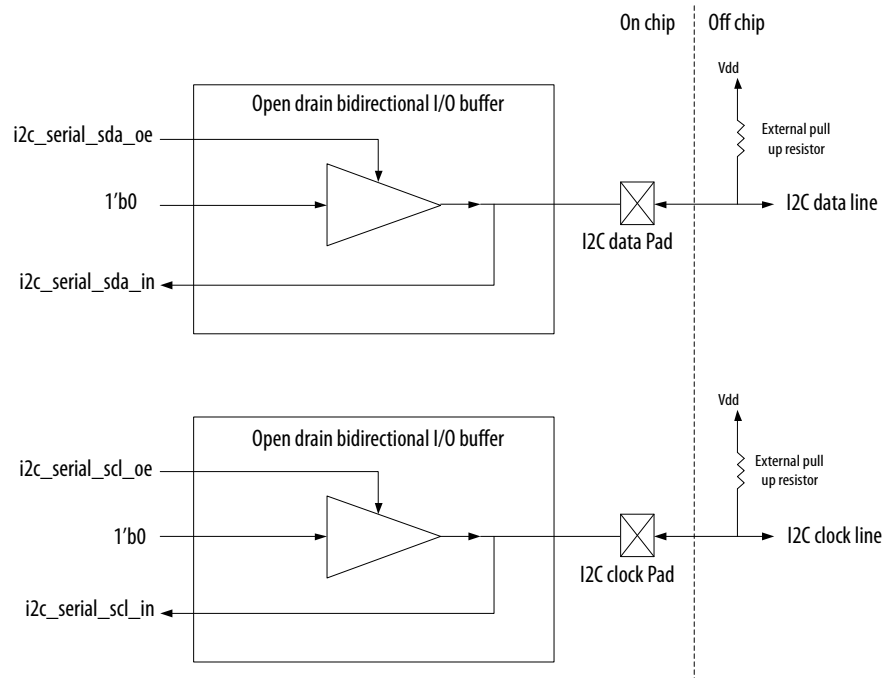 On chip
Off chip
Open drain bidirectional I/O buffer
i2c_serial_sda_oe
1'b0
i2c_serial_sda_in
I2C data Pad
Vdd
External pull
up resistor
I2C data line
Open drain bidirectional I/O buffer
i2c_serial_scl_oe
1'b0
i2c_serial_scl_in
I2C clock Pad
Vdd
External pull
up resistor
I2C clock line